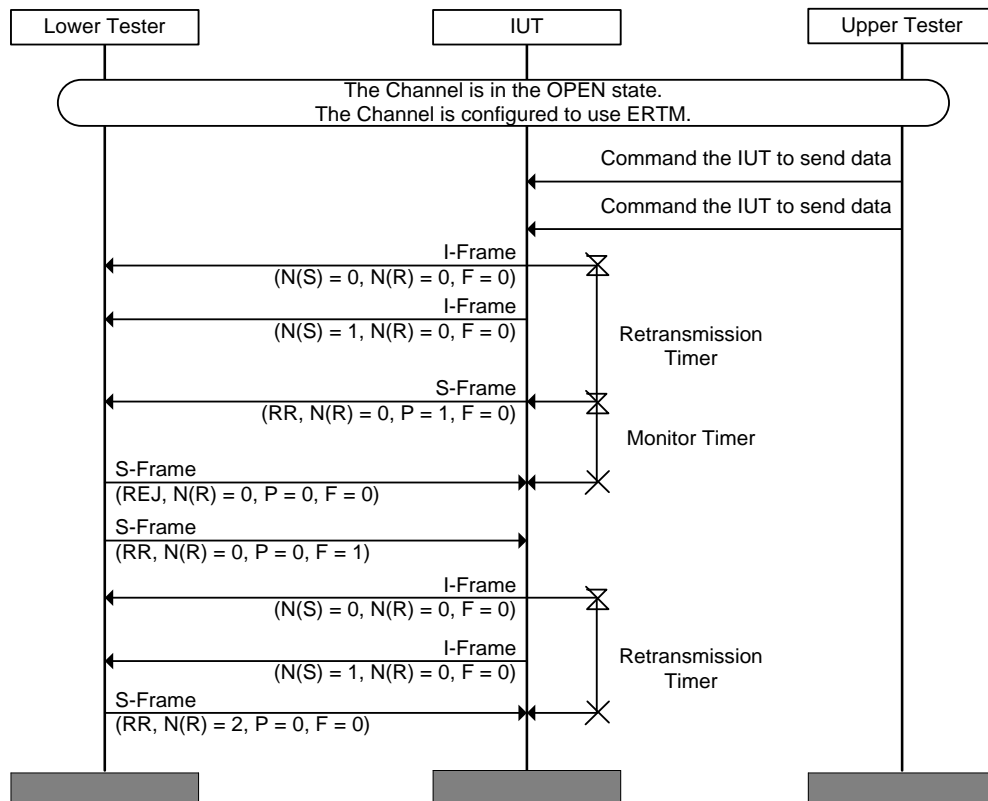 Lower Tester
IUT
Upper Tester
The Channel is in the OPEN state.
The Channel is configured to use ERTM.
Command the IUT to send data
Command the IUT to send data
I-Frame
(N(S) = 0, N(R) = 0, F = 0)
I-Frame
(N(S) = 1, N(R) = 0, F = 0)
Retransmission
Timer
S-Frame
(RR, N(R) = 0, P = 1, F = 0)
Monitor Timer
S-Frame
(REJ, N(R) = 0, P = 0, F = 0)
S-Frame
(RR, N(R) = 0, P = 0, F = 1)
I-Frame
(N(S) = 0, N(R) = 0, F = 0)
I-Frame
(N(S) = 1, N(R) = 0, F = 0)
Retransmission
Timer
S-Frame
(RR, N(R) = 2, P = 0, F = 0)